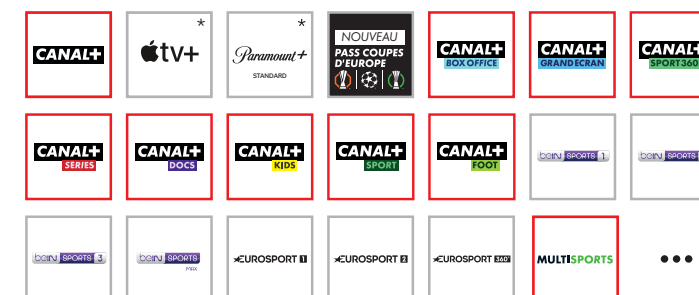 CANAL+
tv+ *
Paramount+ *
STANDARD
NOUVEAU
PASS COUPES
D'EUROPE
CANAL+
BOX OFFICE
CANAL+
GRAND ECRAN
CANAL+
SPORT 360
CANAL+
SERIES
CANAL+
DOCS
CANAL+
KIDS
CANAL+
SPORT
CANAL+
FOOT
beIN SPORTS 1
beIN SPORTS
beIN SPORTS 3
beIN SPORTS
MAX
EUROSPORT 1
EUROSPORT 2
EUROSPORT 360
MULTISPORTS
...